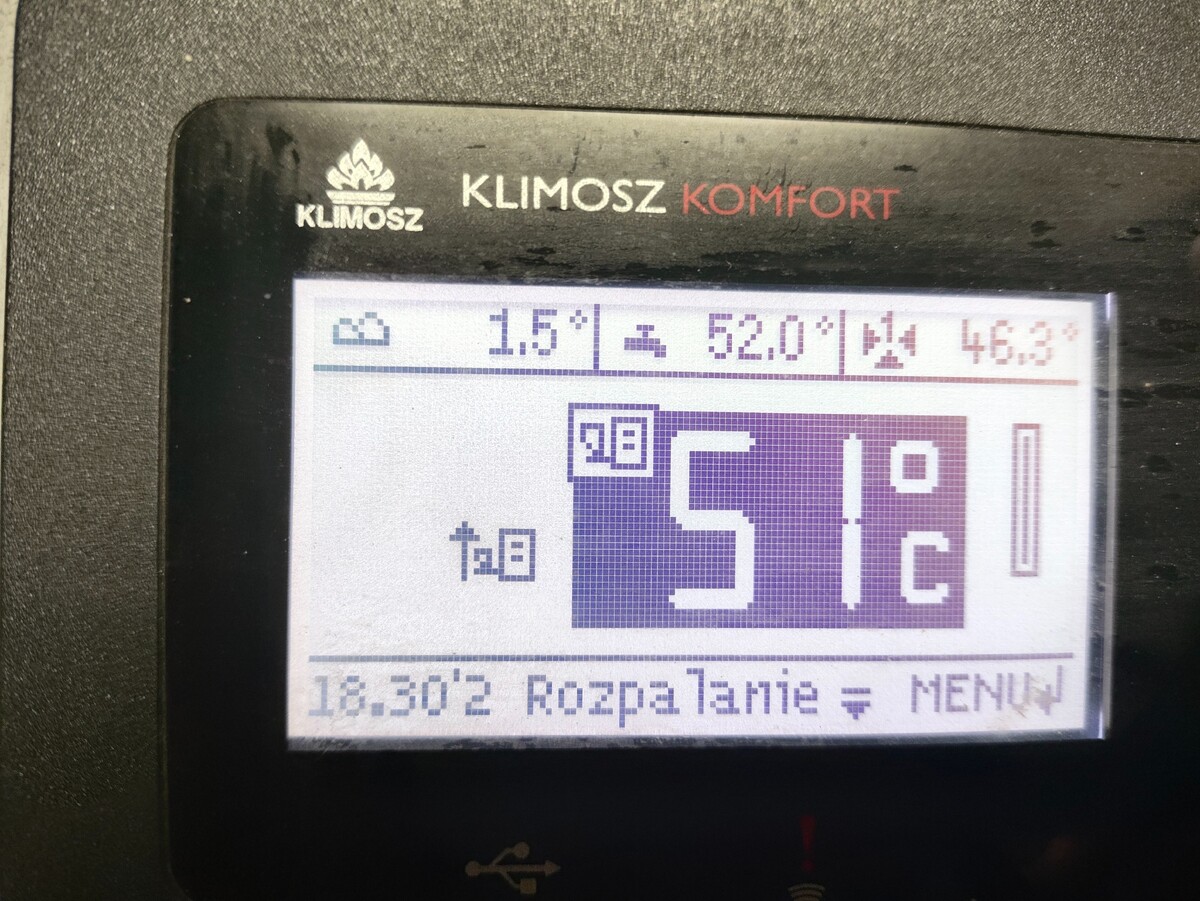 KLIMOSZ
KLIMOSZ KOMFORT
1.5° 52.0° 46.3°
51°C
18.30'2 Rozpalanie MENU